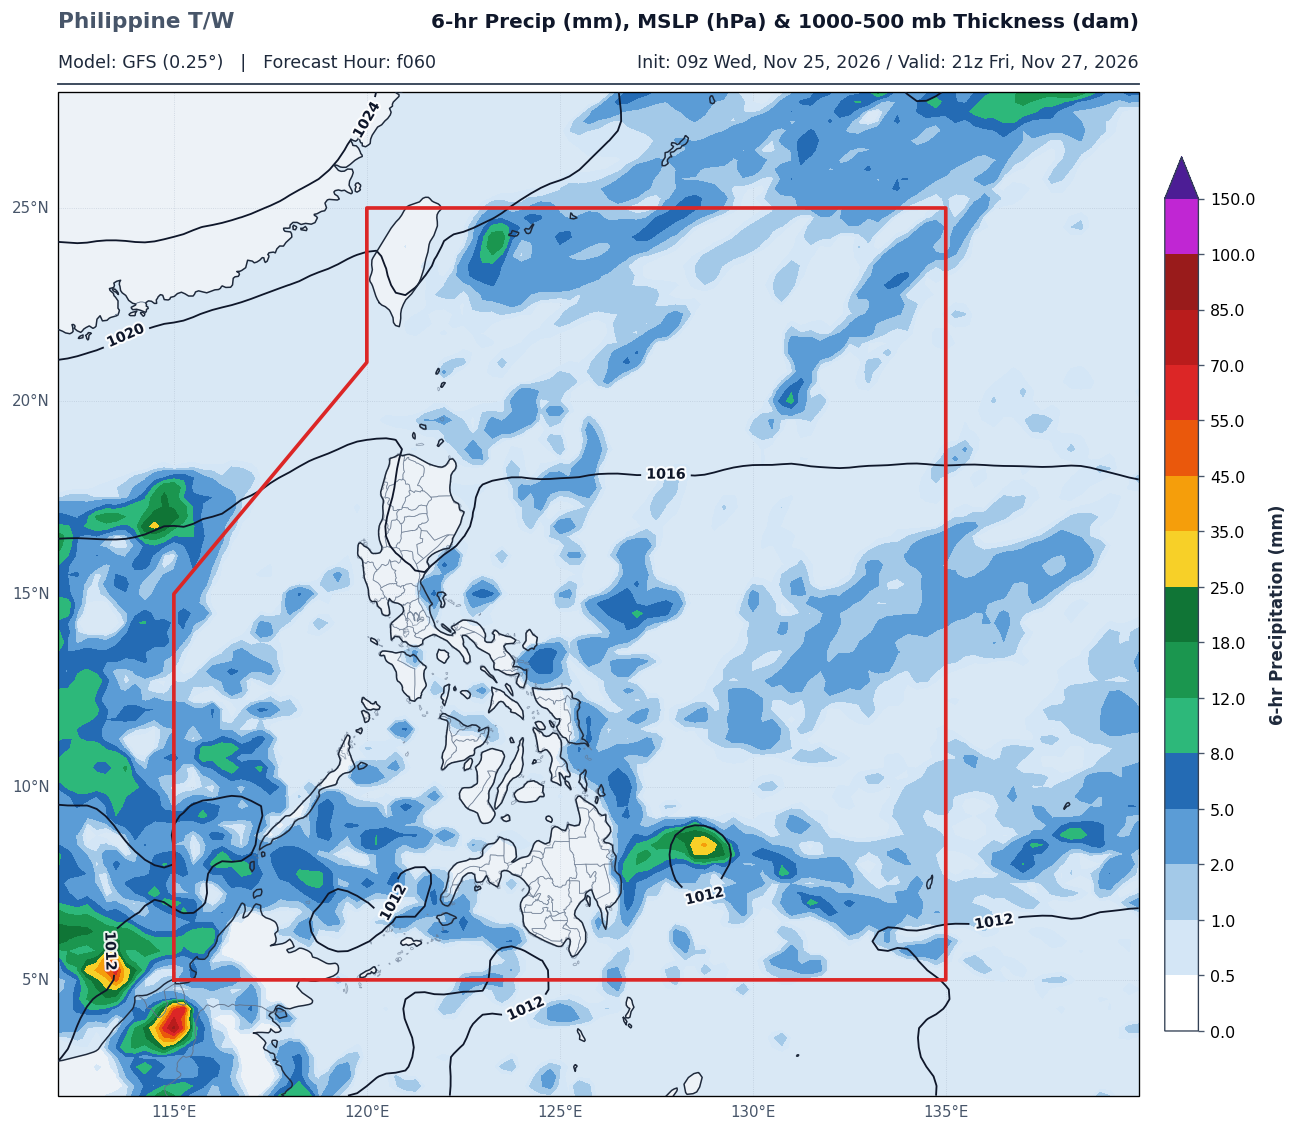 Philippine T/W
6-hr Precip (mm), MSLP (hPa) & 1000-500 mb Thickness (dam)
Model: GFS (0.25°) | Forecast Hour: f060
Init: 09z Wed, Nov 25, 2026 / Valid: 21z Fri, Nov 27, 2026
1024
1020
1016
1012
1012
1012
1012
1012
25°N
20°N
15°N
10°N
5°N
115°E
120°E
125°E
130°E
135°E
150.0
100.0
85.0
70.0
55.0
45.0
35.0
25.0
18.0
12.0
8.0
5.0
2.0
1.0
0.5
0.0
6-hr Precipitation (mm)